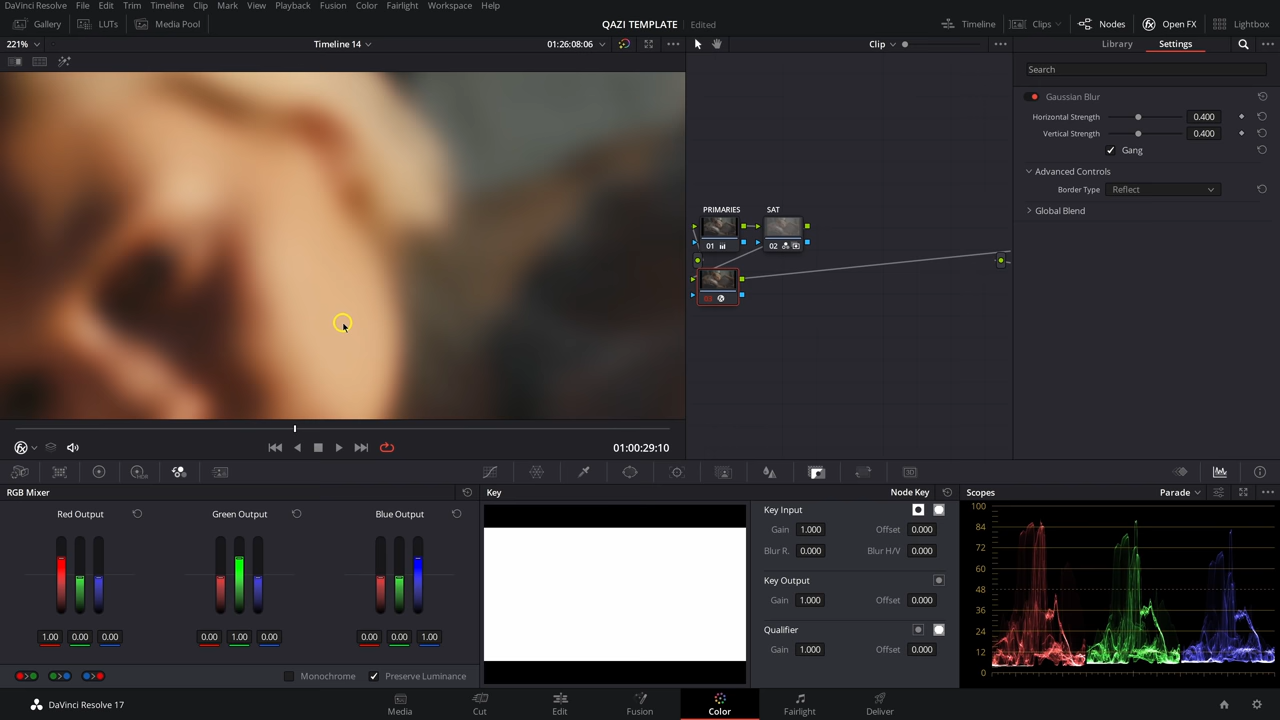 DaVinci Resolve File Edit Trim Timeline Clip Mark View Playback Fusion Color Fairlight Workspace Help
Gallery LUTs Media Pool QAZI TEMPLATE Edited Timeline Clips Nodes Open FX Lightbox
221% Timeline 14 01:26:08:06 Clip Library Settings
Search
Gaussian Blur
Horizontal Strength 0.400
Vertical Strength 0.400
Gang
Advanced Controls
Border Type Reflect
Global Blend
PRIMARIES SAT
01 02
01:00:29:10
RGB Mixer Key Node Key Scopes Parade
Red Output Green Output Blue Output
1.00 0.00 0.00 0.00 1.00 0.00 0.00 0.00 1.00
Monochrome Preserve Luminance
Key Input
Gain 1.000 Offset 0.000
Blur R. 0.000 Blur H/V 0.000
Key Output
Gain 1.000 Offset 0.000
Qualifier
Gain 1.000 Offset 0.000
100
84
72
60
48
36
24
12
0
DaVinci Resolve 17 Media Cut Edit Fusion Color Fairlight Deliver